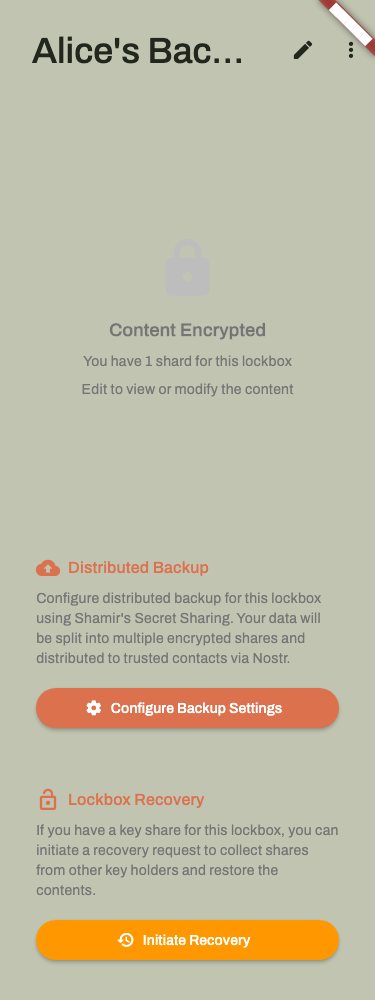 Alice's Bac...
Content Encrypted
You have 1 shard for this lockbox
Edit to view or modify the content
Distributed Backup
Configure distributed backup for this lockbox
using Shamir's Secret Sharing. Your data will
be split into multiple encrypted shares and
distributed to trusted contacts via Nostr.
Configure Backup Settings
Lockbox Recovery
If you have a key share for this lockbox, you can
initiate a recovery request to collect shares
from other key holders and restore the
contents.
Initiate Recovery